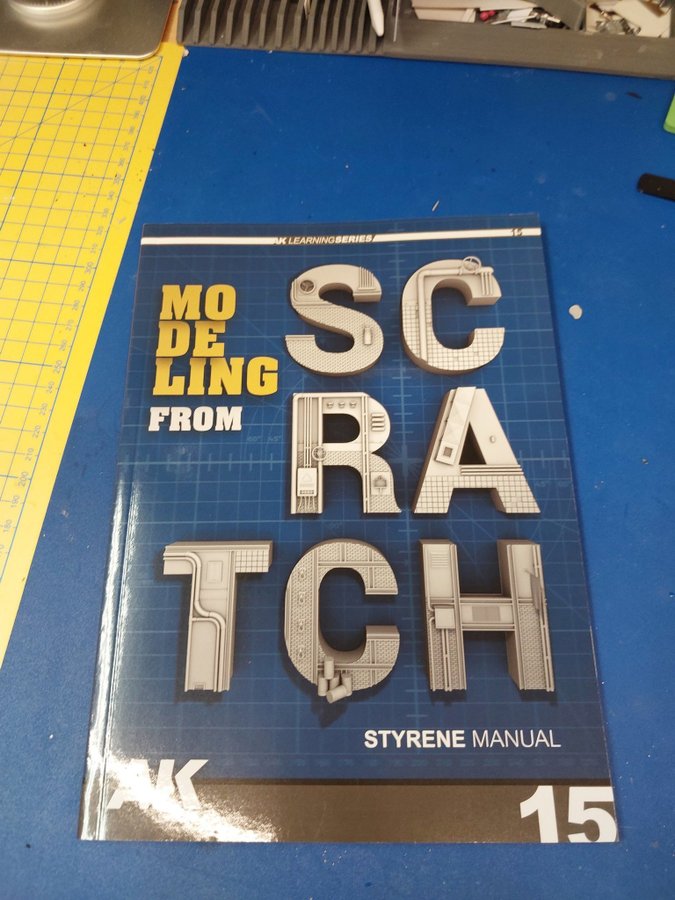 AK LEARNING SERIES 15
MO
DE
LING
FROM
SC
RA
TCH
STYRENE MANUAL
AK
15